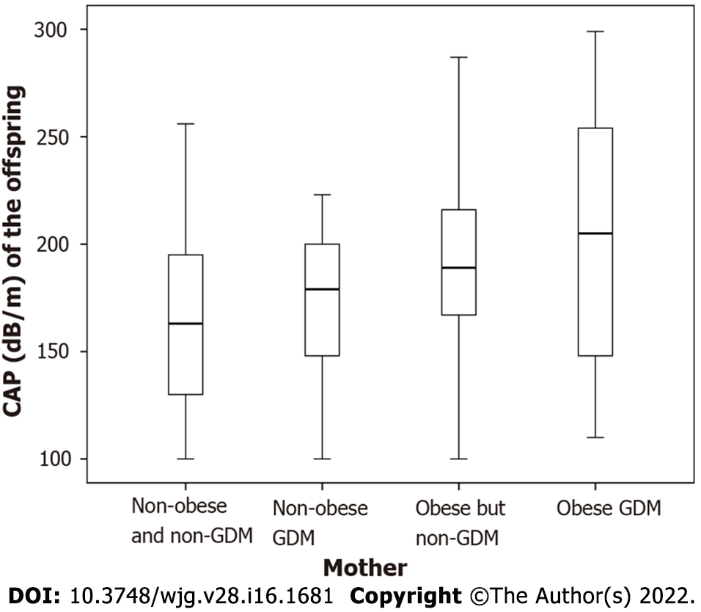 CAP (dB/m) of the offspring
300
250
200
150
100
Non-obese
and non-GDM
Non-obese
GDM
Obese but
non-GDM
Obese GDM
Mother
DOI: 10.3748/wjg.v28.i16.1681 Copyright ©The Author(s) 2022.